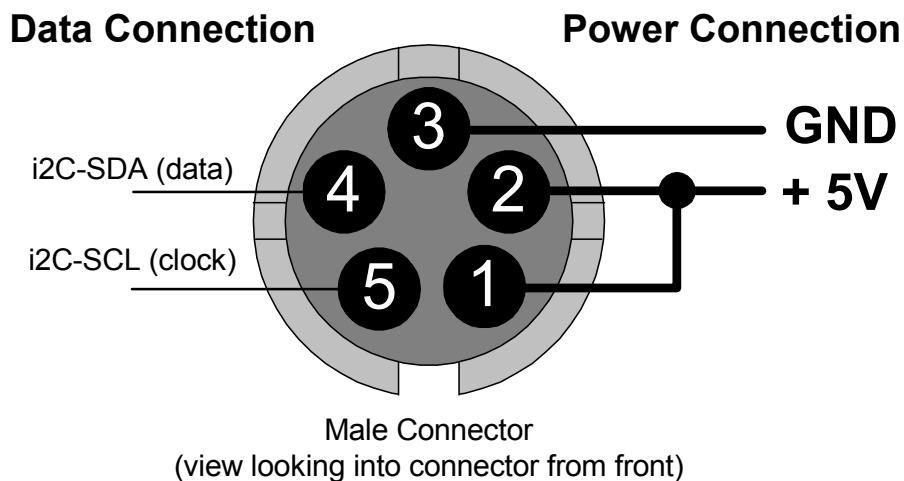 Data Connection
Power Connection
3
GND
i2C-SDA (data)
4
2
+ 5V
i2C-SCL (clock)
5
1
Male Connector
(view looking into connector from front)